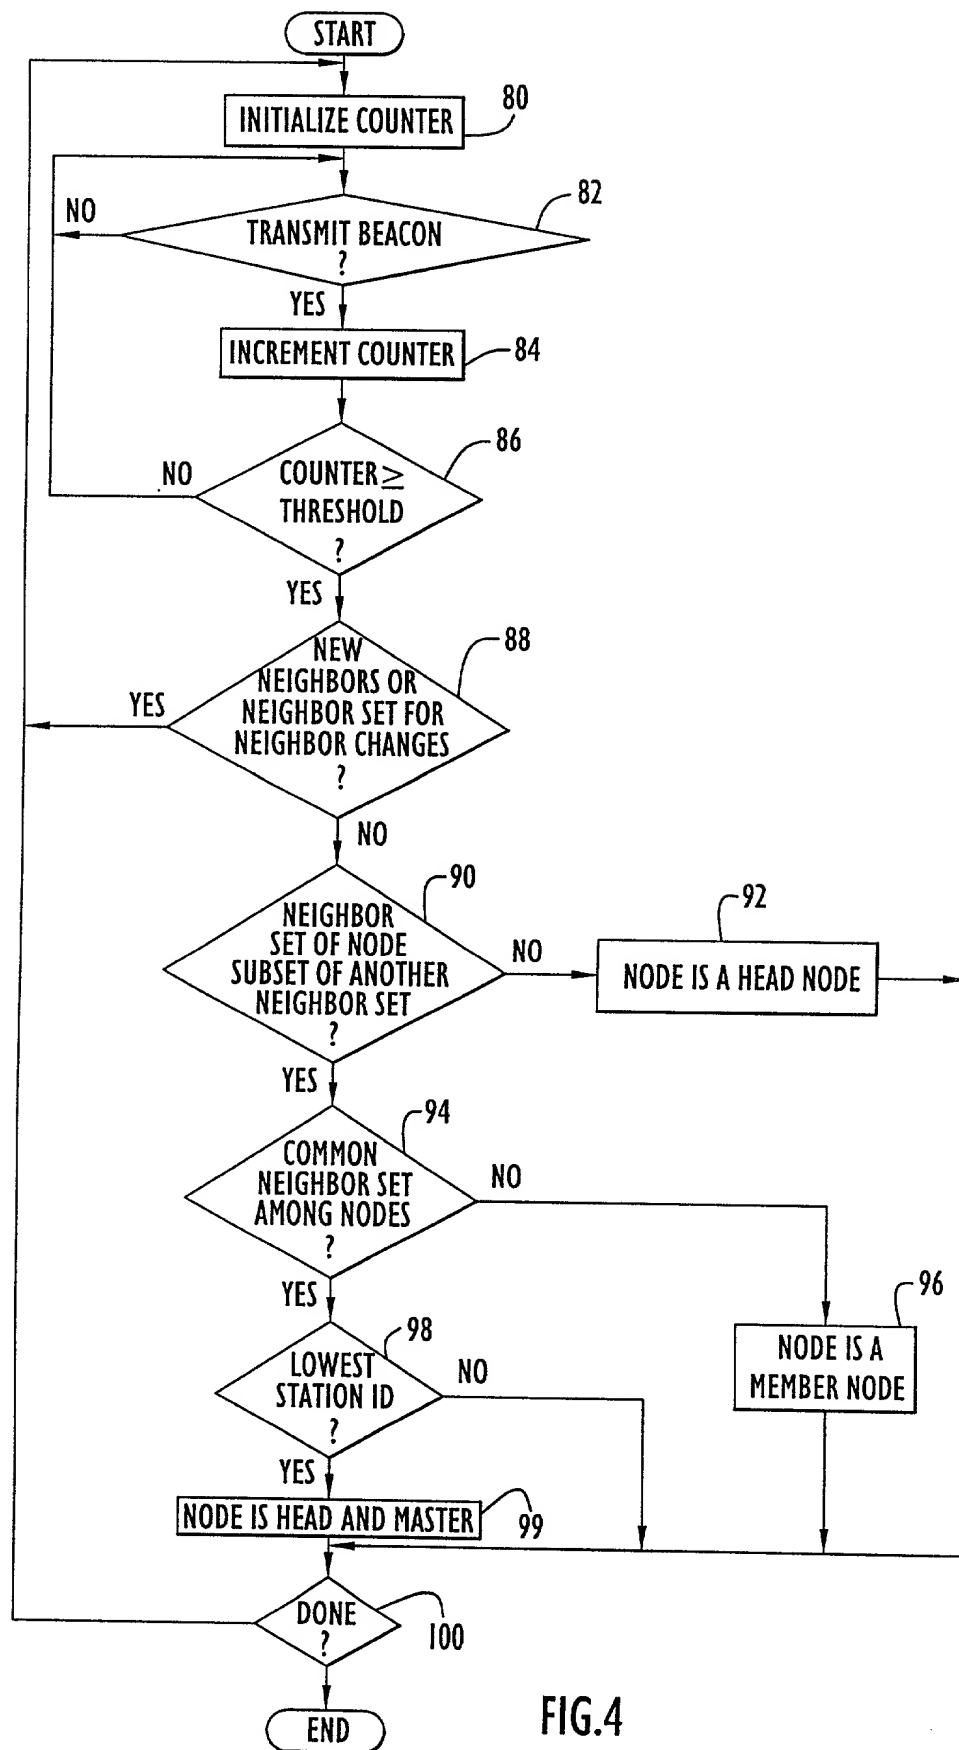 START
INITIALIZE COUNTER
80
NO
TRANSMIT BEACON
?
82
YES
INCREMENT COUNTER
84
NO
COUNTER ≥
THRESHOLD
?
86
YES
NEW
NEIGHBORS OR
NEIGHBOR SET FOR
NEIGHBOR CHANGES
?
88
YES
NO
NEIGHBOR
SET OF NODE
SUBSET OF ANOTHER
NEIGHBOR SET
?
90
NO
NODE IS A HEAD NODE
92
YES
COMMON
NEIGHBOR SET
AMONG NODES
?
94
NO
NODE IS A
MEMBER NODE
96
YES
LOWEST
STATION ID
?
98
NO
YES
NODE IS HEAD AND MASTER
99
DONE
?
100
END
FIG.4